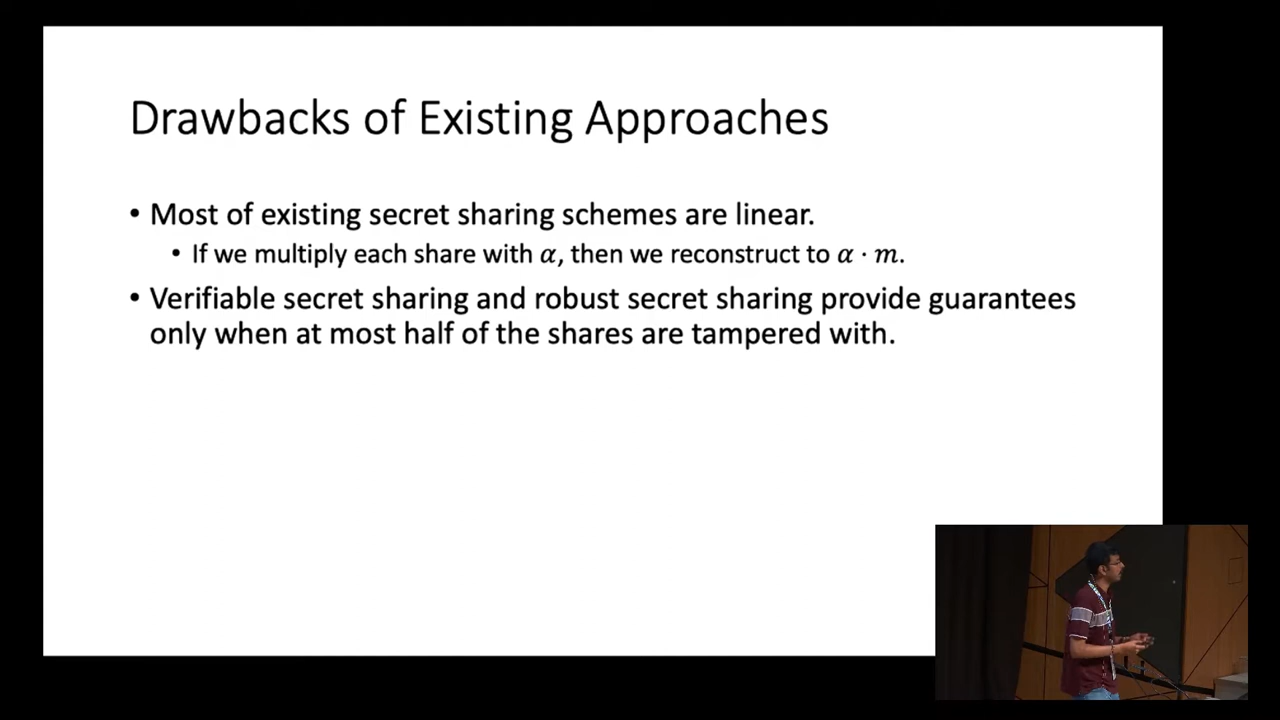 Drawbacks of Existing Approaches
• Most of existing secret sharing schemes are linear.
• If we multiply each share with α, then we reconstruct to α · m.
• Verifiable secret sharing and robust secret sharing provide guarantees
only when at most half of the shares are tampered with.